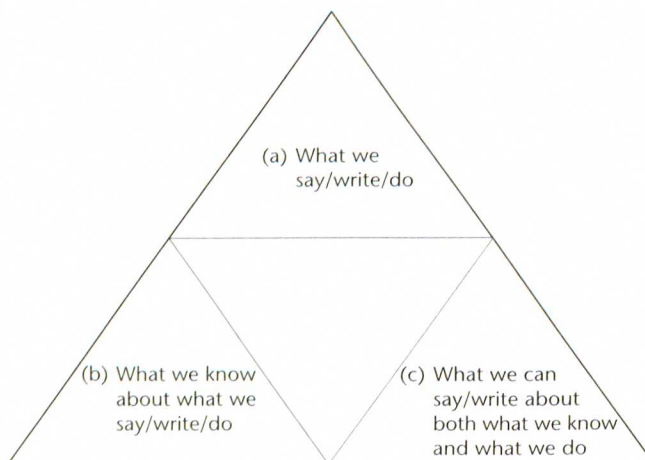 (a) What we
say/write/do
(b) What we know
about what we
say/write/do
(c) What we can
say/write about
both what we know
and what we do